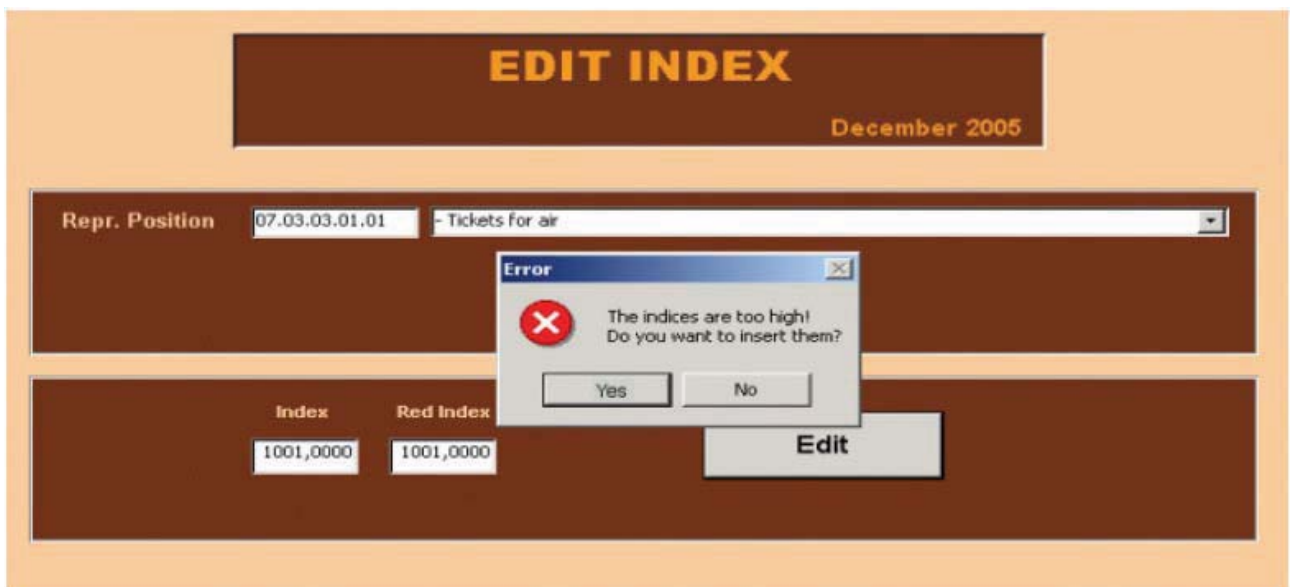 EDIT INDEX
December 2005
Repr. Position 07.03.03.01.01 - Tickets for air
Error
The indices are too high!
Do you want to insert them?
Yes No
Index Red Index
1001,0000 1001,0000
Edit